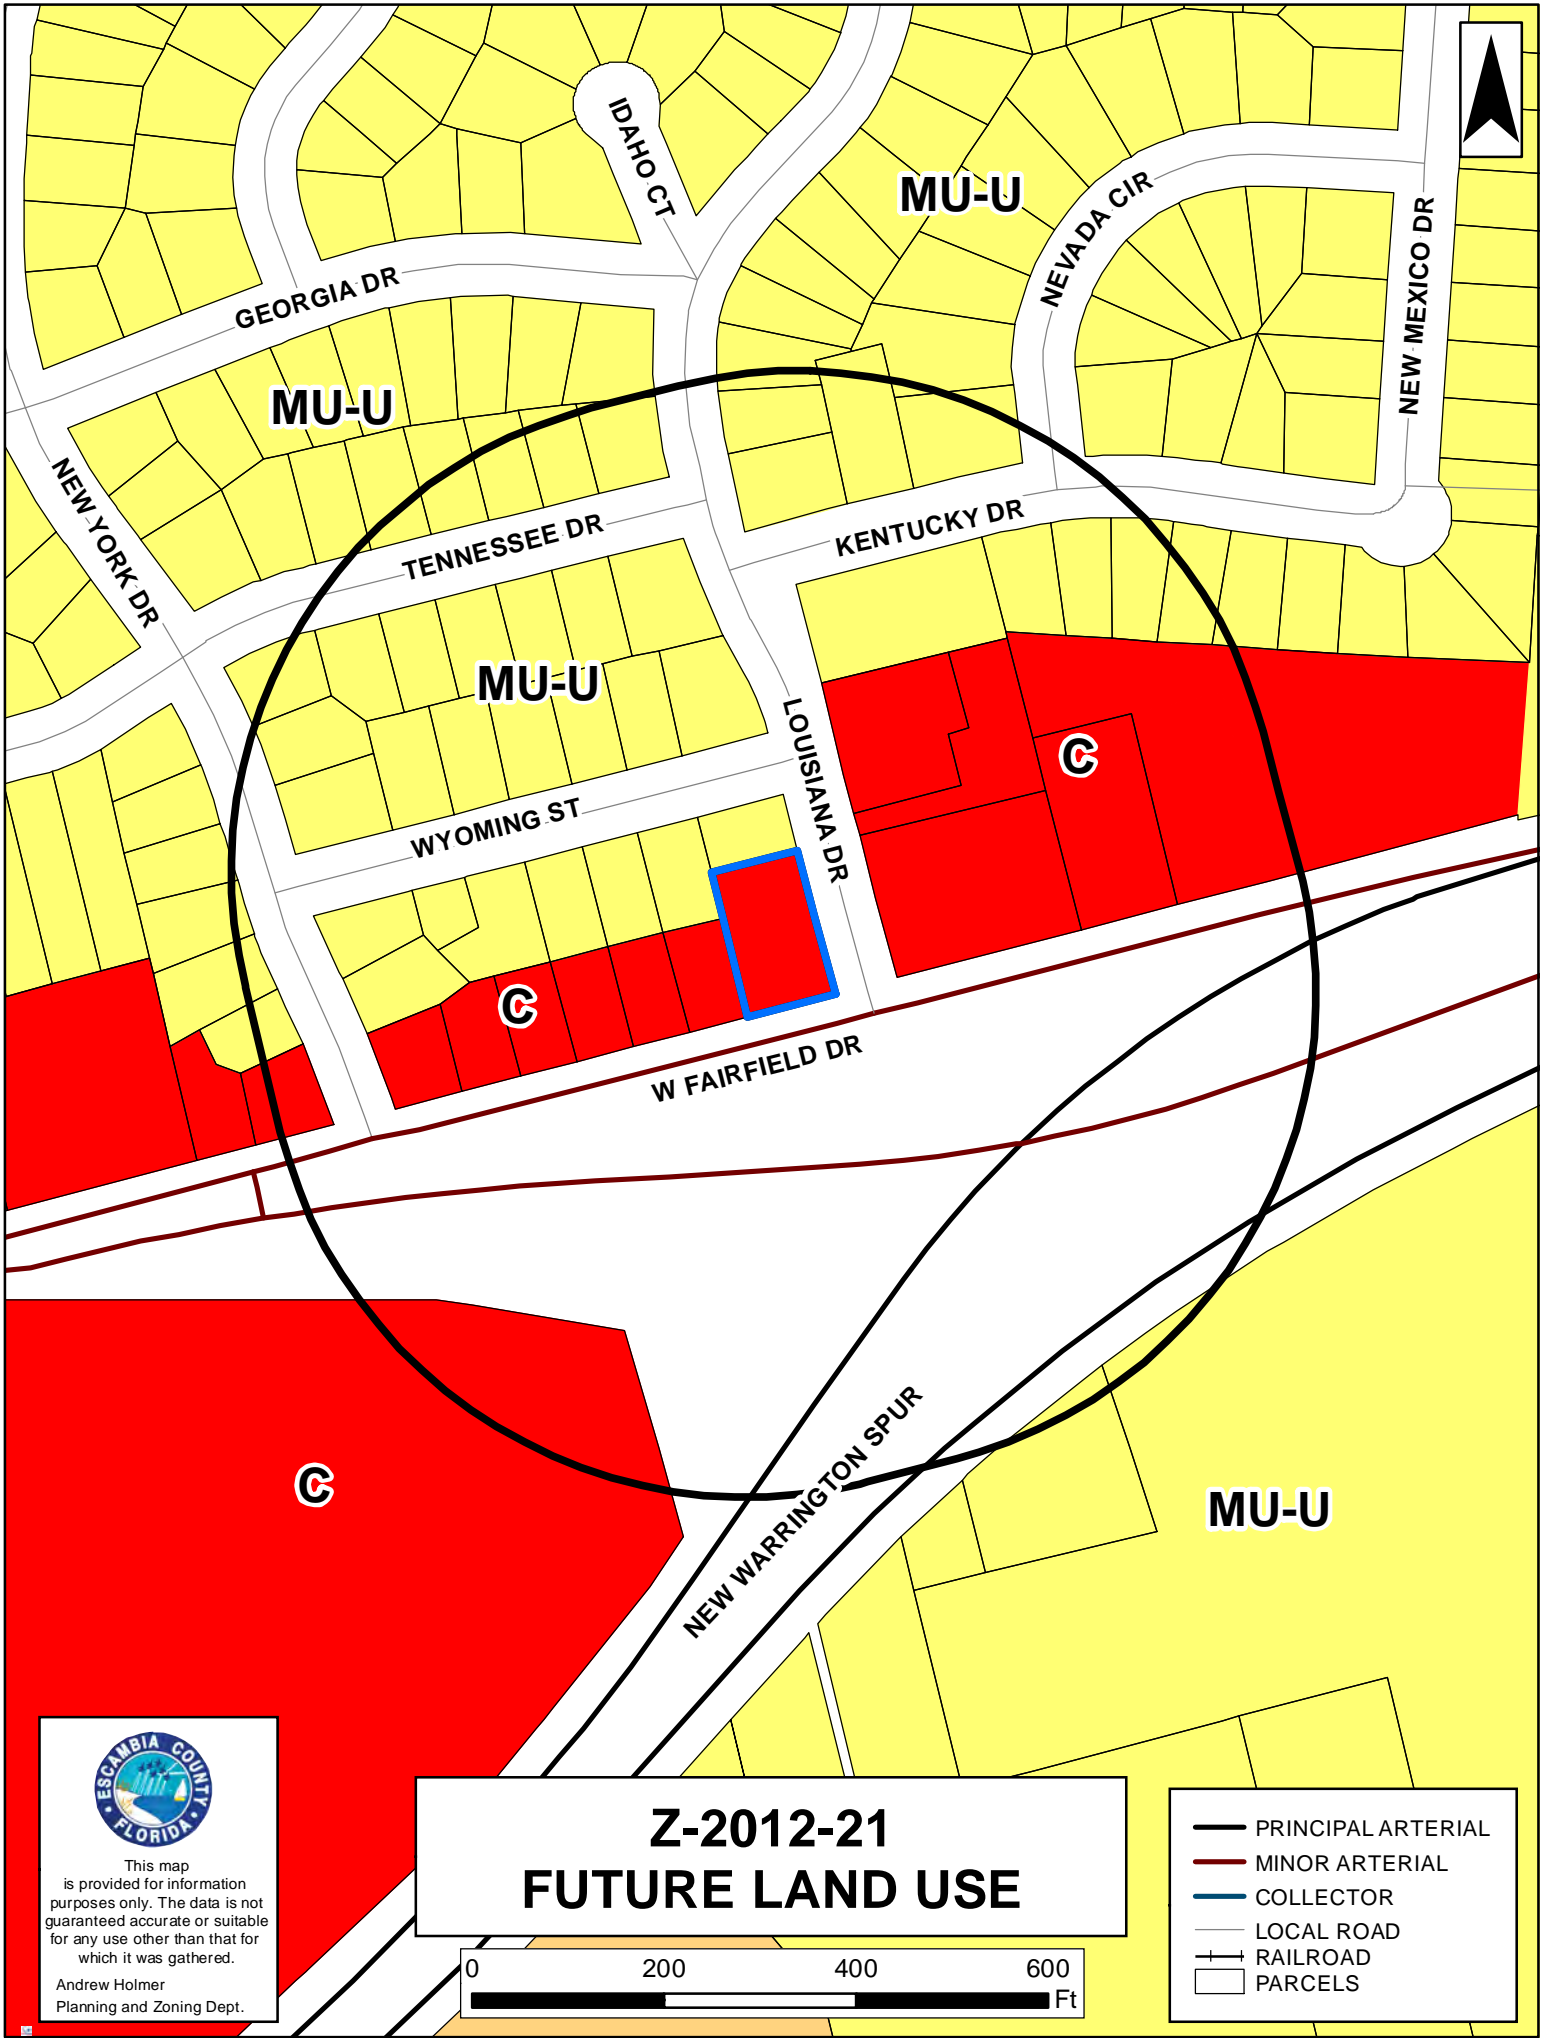 IDAHO CT
MU-U
NEVADA CIR
NEW MEXICO DR
GEORGIA DR
MU-U
NEW YORK DR
TENNESSEE DR
KENTUCKY DR
MU-U
LOUISIANA DR
C
WYOMING ST
C
W FAIRFIELD DR
NEW WARRINGTON SPUR
C
MU-U
ESCAMBIA COUNTY
FLORIDA
This map
is provided for information
purposes only. The data is not
guaranteed accurate or suitable
for any use other than that for
which it was gathered.
Andrew Holmer
Planning and Zoning Dept.
Z-2012-21
FUTURE LAND USE
0 200 400 600
Ft
PRINCIPAL ARTERIAL
MINOR ARTERIAL
COLLECTOR
LOCAL ROAD
RAILROAD
PARCELS